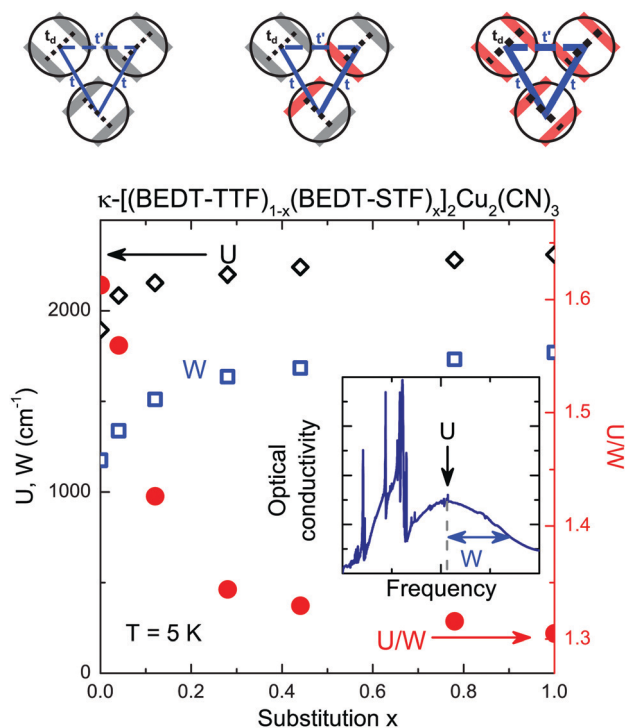 t_d t' t t
t_d t' t t
t_d t' t t
κ-[(BEDT-TTF)_{1-x}(BEDT-STF)_x]_2Cu_2(CN)_3
U
2000
1.6
W
1.5
U
Optical
conductivity
U, W (cm^{-1})
U/W
1000
1.4
W
Frequency
T = 5 K
U/W
1.3
0
0.0 0.2 0.4 0.6 0.8 1.0
Substitution x